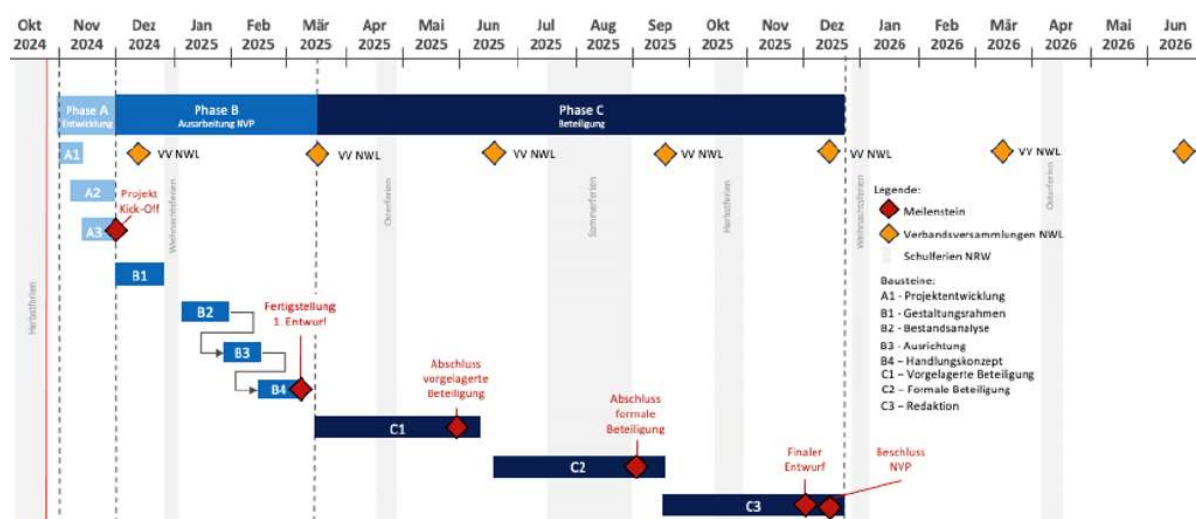 Okt Nov Dez Jan Feb Mär Apr Mai Jun Jul Aug Sep Okt Nov Dez Jan Mär Mär Apr Mai Jun
2024 2024 2024 2025 2025 2025 2025 2025 2025 2025 2025 2025 2025 2025 2025 2026 2026 2026 2026 2026 2026
Phase A
Entwicklung
Phase B
Ausarbeitung NVP
Phase C
Beteiligung
A1
VV NWL
VV NWL
VV NWL
VV NWL
VV NWL
VV NWL
A2
Projekt
Kick-Off
A3
B1
B2
Fertigstellung
1. Entwurf
B3
B4
Abschluss
vorgelagerte
Beteiligung
C1
Abschluss
formale
Beteiligung
C2
Finaler
Entwurf
Beschluss
NVP
C3
Herbstferien
Weihnachtsferien
Osterferien
Sommerferien
Herbstferien
Weihnachtsferien
Osterferien
Legende:
Meilenstein
Verbandsversammlungen NWL
Schulferien NRW
Bausteine:
A1 - Projektentwicklung
B1 - Gestaltungsrahmen
B2 - Bestandsanalyse
B3 - Ausrichtung
B4 – Handlungskonzept
C1 – Vorgelagerte Beteiligung
C2 – Formale Beteiligung
C3 – Redaktion